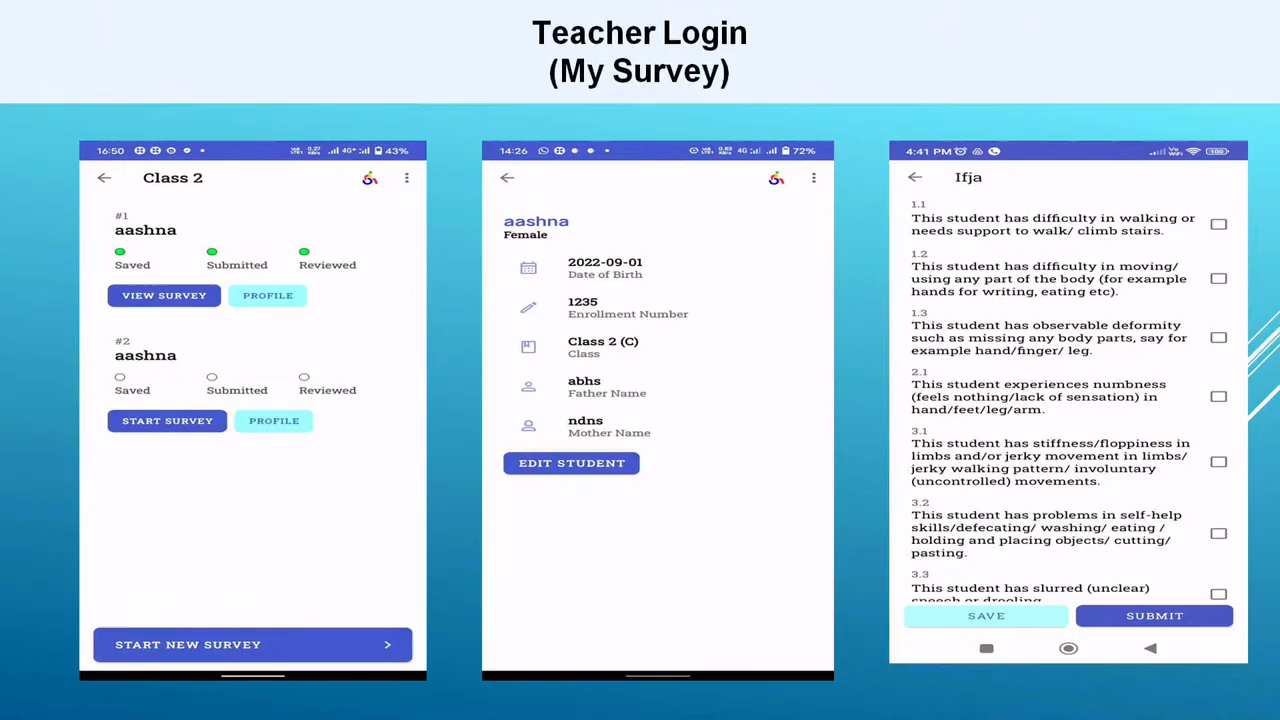 Teacher Login
(My Survey)
16:50
4G+
43%
Class 2
#1
aashna
Saved
Submitted
Reviewed
VIEW SURVEY
PROFILE
#2
aashna
Saved
Submitted
Reviewed
START SURVEY
PROFILE
START NEW SURVEY
14:26
4G
72%
aashna
Female
2022-09-01
Date of Birth
1235
Enrollment Number
Class 2 (C)
Class
abhs
Father Name
ndns
Mother Name
EDIT STUDENT
4:41 PM
Ifja
1.1
This student has difficulty in walking or
needs support to walk/ climb stairs.
1.2
This student has difficulty in moving/
using any part of the body (for example
hands for writing, eating etc).
1.3
This student has observable deformity
such as missing any body parts, say for
example hand/finger/ leg.
2.1
This student experiences numbness
(feels nothing/lack of sensation) in
hand/feet/leg/arm.
3.1
This student has stiffness/floppiness in
limbs and/or jerky movement in limbs/
jerky walking pattern/ involuntary
(uncontrolled) movements.
3.2
This student has problems in self-help
skills/defecating/ washing/ eating /
holding and placing objects/ cutting/
pasting.
3.3
This student has slurred (unclear)
speech or drooling
SAVE
SUBMIT